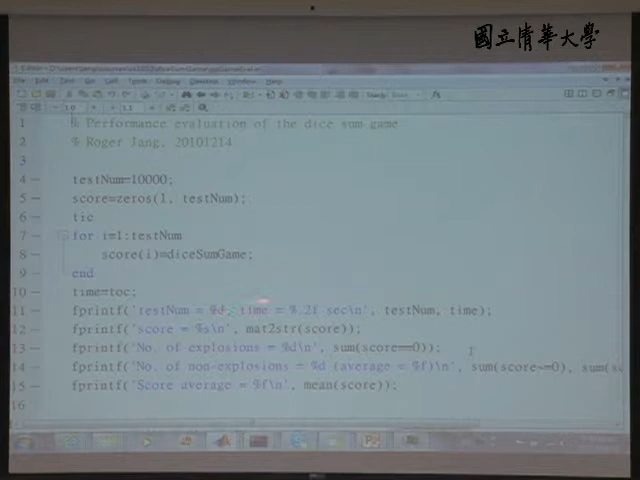 國立清華大學
1 % Performance evaluation of the dice sum game
2 % Roger Jang, 20101214
3
4 testNum=10000;
5 score=zeros(1, testNum);
6 tic
7 for i=1:testNum
8 score(i)=diceSumGame;
9 end
10 time=toc;
11 fprintf('testNum = %d, time = %.2f sec\n', testNum, time);
12 fprintf('score = %s\n', mat2str(score));
13 fprintf('No. of explosions = %d\n', sum(score==0));
14 fprintf('No. of non-explosions = %d (average = %f)\n', sum(score~=0), sum(s
15 fprintf('Score average = %f\n', mean(score));
16